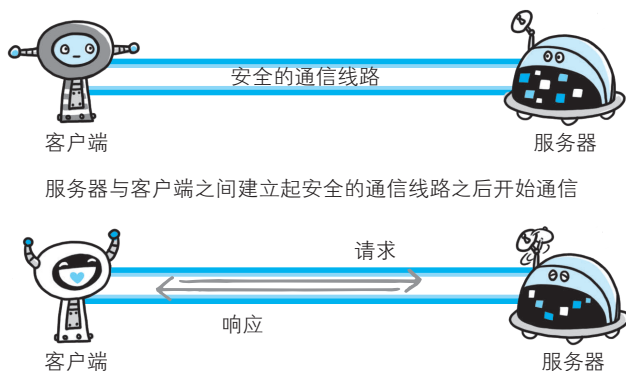 安全的通信线路
客户端
服务器
服务器与客户端之间建立起安全的通信线路之后开始通信
请求
响应
客户端
服务器